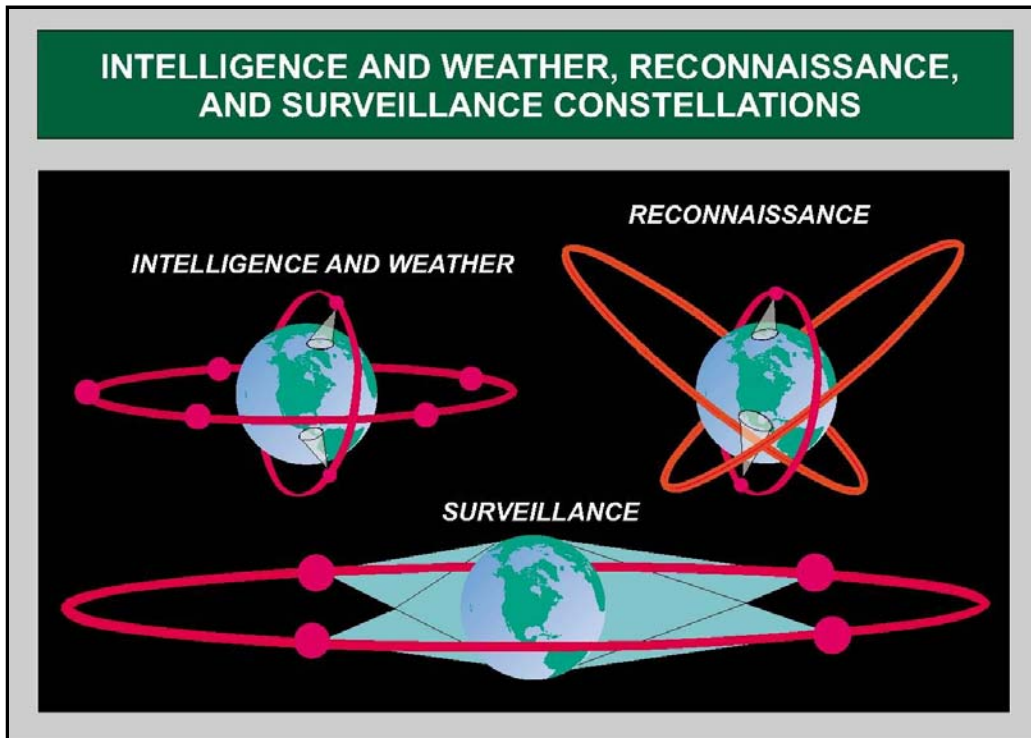 INTELLIGENCE AND WEATHER, RECONNAISSANCE,
AND SURVEILLANCE CONSTELLATIONS
RECONNAISSANCE
INTELLIGENCE AND WEATHER
SURVEILLANCE